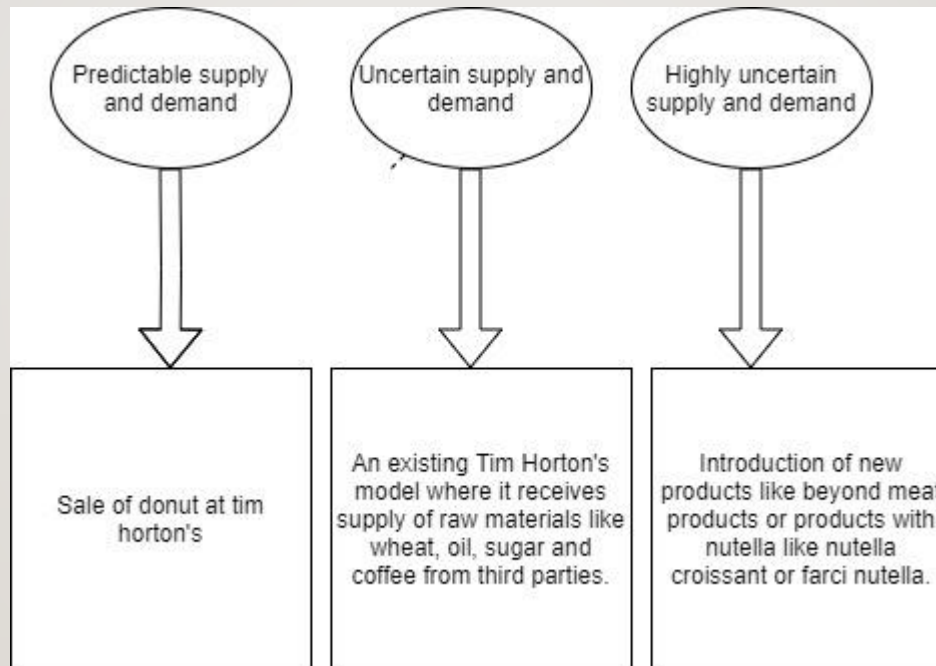 Predictable supply
and demand
Uncertain supply and
demand
Highly uncertain
supply and demand
Sale of donut at tim
horton's
An existing Tim Horton's
model where it receives
supply of raw materials like
wheat, oil, sugar and
coffee from third parties.
Introduction of new
products like beyond meat
products or products with
nutella like nutella
croissant or farci nutella.